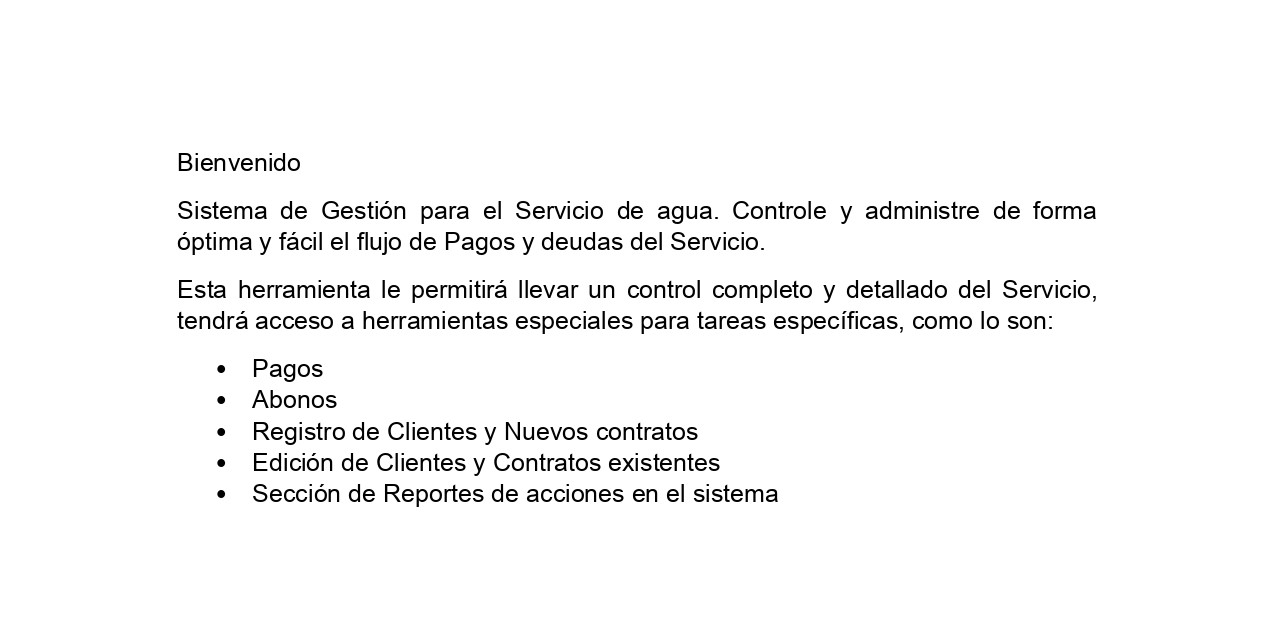 Bienvenido
Sistema de Gestión para el Servicio de agua. Controle y administre de forma
óptima y fácil el flujo de Pagos y deudas del Servicio.
Esta herramienta le permitirá llevar un control completo y detallado del Servicio,
tendrá acceso a herramientas especiales para tareas específicas, como lo son:
• Pagos
• Abonos
• Registro de Clientes y Nuevos contratos
• Edición de Clientes y Contratos existentes
• Sección de Reportes de acciones en el sistema